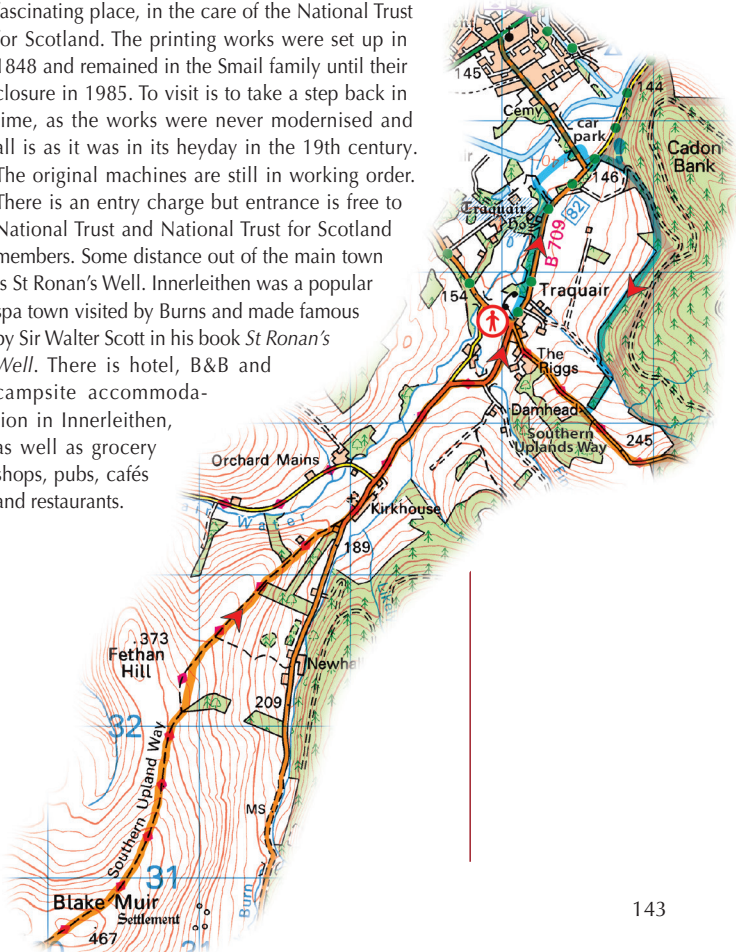 fascinating place, in the care of the National Trust
for Scotland. The printing works were set up in
1848 and remained in the Smail family until their
closure in 1985. To visit is to take a step back in
time, as the works were never modernised and
all is as it was in its heyday in the 19th century.
The original machines are still in working order.
There is an entry charge but entrance is free to
National Trust and National Trust for Scotland
members. Some distance out of the main town
is St Ronan's Well. Innerleithen was a popular
spa town visited by Burns and made famous
by Sir Walter Scott in his book St Ronan's
Well. There is hotel, B&B and
campsite accommoda-
tion in Innerleithen,
as well as grocery
shops, pubs, cafés
and restaurants.
145
144
Cemy
car
park
Cadon
Bank
146
Traquair
Ho
B 709
[82]
154
Traquair
The
Riggs
Damhead
Southern
Uplands Way
245
Orchard Mains
Water
Kirkhouse
189
.373
Fethan
Hill
Newha
209
32
Southern Upland Way
MS
31
Blake Muir
Settlement
467
Burn
143